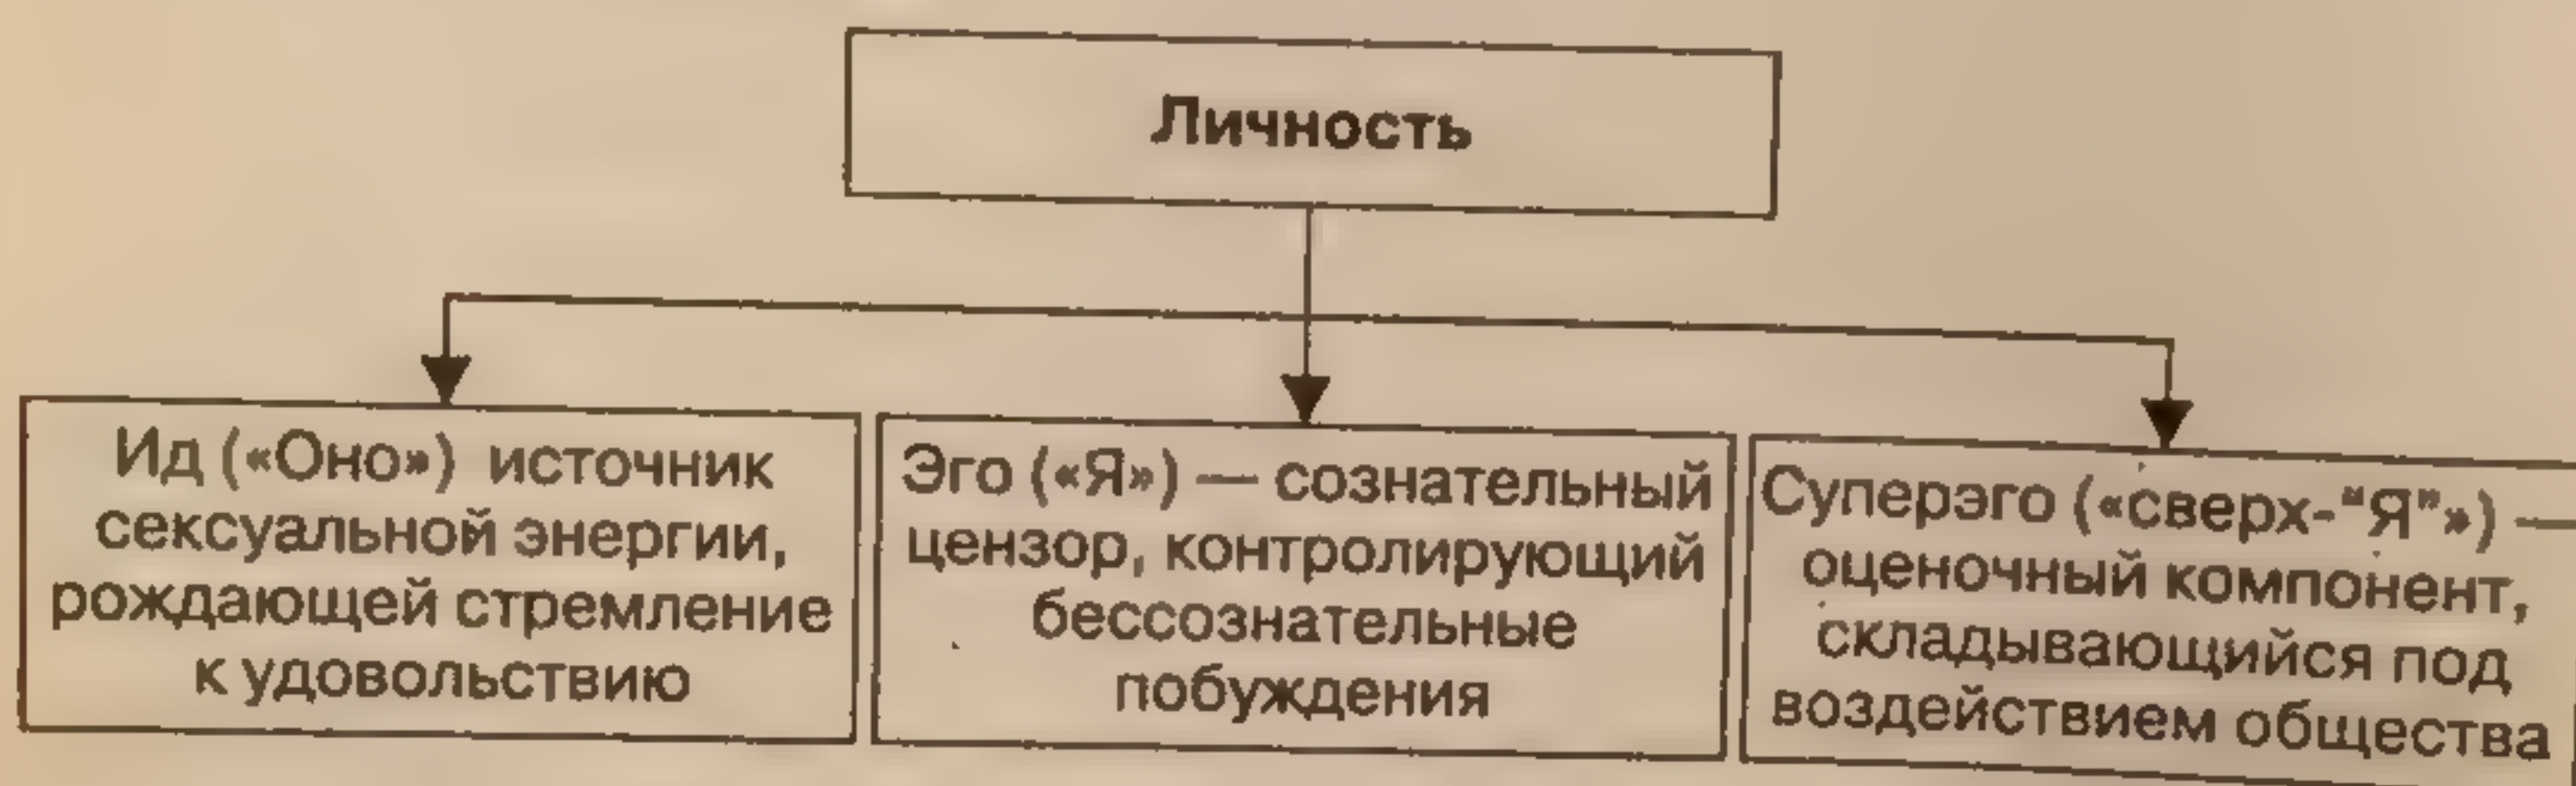 Личность
Ид («Оно») источник
сексуальной энергии,
рождающей стремление
к удовольствию
Эго («Я») — сознательный
цензор, контролирующий
бессознательные
побуждения
Суперэго («сверх-“Я”») —
оценочный компонент,
складывающийся под
воздействием общества